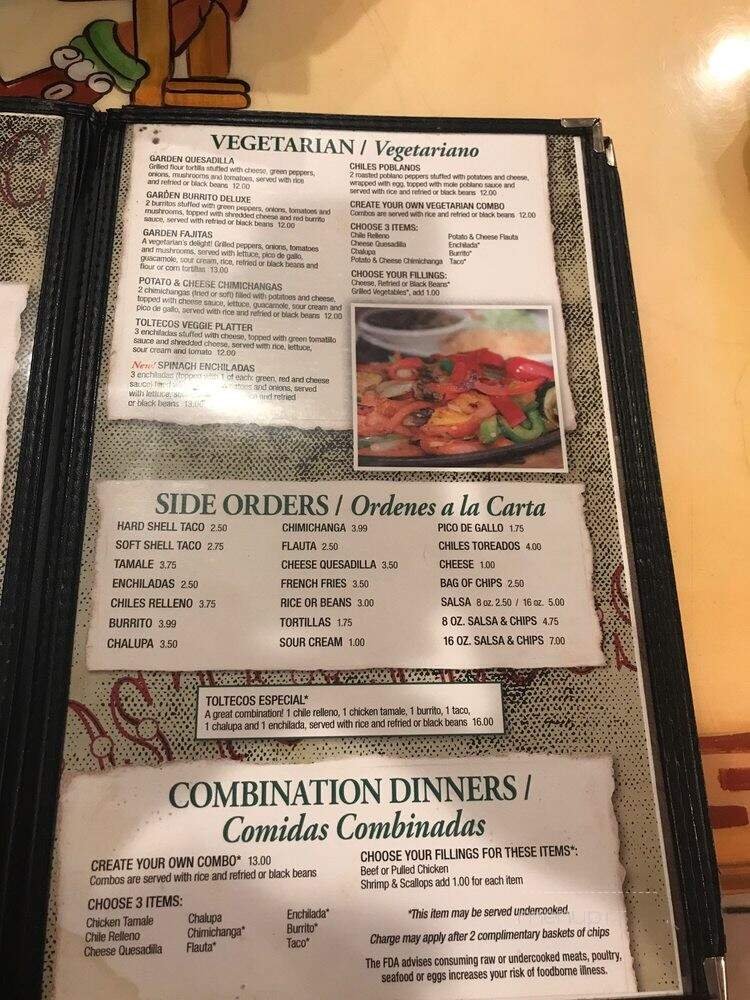 VEGETARIAN / Vegetariano
GARDEN QUESADILLA
Grilled flour tortilla stuffed with cheese, green peppers,
onions, mushrooms and tomatoes, served with rice
and refried or black beans 12.00
GARDEN BURRITO DELUXE
2 burritos stuffed with green peppers, onions, tomatoes and
mushrooms, topped with shredded cheese and red burrito
sauce, served with refried or black beans 12.00
GARDEN FAJITAS
A vegetarian's delight! Grilled peppers, onions, tomatoes
and mushrooms, served with lettuce, pico de gallo,
guacamole, sour cream, rice, refried or black beans and
flour or corn tortillas 13.00
POTATO & CHEESE CHIMICHANGAS
2 chimichangas (fried or soft) filled with potatoes and cheese,
topped with cheese sauce, lettuce, guacamole, sour cream and
pico de gallo, served with rice and refried or black beans 12.00
TOLTECOS VEGGIE PLATTER
3 enchiladas stuffed with cheese, topped with green tomatillo
sauce and shredded cheese, served with rice, lettuce,
sour cream and tomato 12.00
New! SPINACH ENCHILADAS
3 enchiladas (topped with 1 of each: green, red and cheese
sauce) and onions, served
with lettuce, and refried
or black beans 13.00
CHILES POBLANOS
2 roasted poblano peppers stuffed with potatoes and cheese,
wrapped with egg, topped with mole poblano sauce and
served with rice and refried or black beans 12.00
CREATE YOUR OWN VEGETARIAN COMBO
Combos are served with rice and refried or black beans 12.00
CHOOSE 3 ITEMS:
Chile Relleno
Cheese Quesadilla
Chalupa
Potato & Cheese Chimichanga
Potato & Cheese Flauta
Enchilada*
Burrito*
Taco*
CHOOSE YOUR FILLINGS:
Cheese, Refried or Black Beans*
Grilled Vegetables*, add 1.00
SIDE ORDERS / Ordenes a la Carta
HARD SHELL TACO 2.50
SOFT SHELL TACO 2.75
TAMALE 3.75
ENCHILADAS 2.50
CHILES RELLENO 3.75
BURRITO 3.99
CHALUPA 3.50
CHIMICHANGA 3.99
FLAUTA 2.50
CHEESE QUESADILLA 3.50
FRENCH FRIES 3.50
RICE OR BEANS 3.00
TORTILLAS 1.75
SOUR CREAM 1.00
PICO DE GALLO 1.75
CHILES TOREADOS 4.00
CHEESE 1.00
BAG OF CHIPS 2.50
SALSA 8 oz. 2.50 / 16 oz. 5.00
8 OZ. SALSA & CHIPS 4.75
16 OZ. SALSA & CHIPS 7.00
TOLTECOS ESPECIAL*
A great combination! 1 chile relleno, 1 chicken tamale, 1 burrito, 1 taco,
1 chalupa and 1 enchilada, served with rice and refried or black beans 16.00
COMBINATION DINNERS /
Comidas Combinadas
CREATE YOUR OWN COMBO* 13.00
Combos are served with rice and refried or black beans
CHOOSE 3 ITEMS:
Chicken Tamale
Chile Relleno
Cheese Quesadilla
Chalupa
Chimichanga*
Flauta*
Enchilada*
Burrito*
Taco*
CHOOSE YOUR FILLINGS FOR THESE ITEMS*:
Beef or Pulled Chicken
Shrimp & Scallops add 1.00 for each item
*This item may be served undercooked.
Charge may apply after 2 complimentary baskets of chips
The FDA advises consuming raw or undercooked meats, poultry,
seafood or eggs increases your risk of foodborne illness.